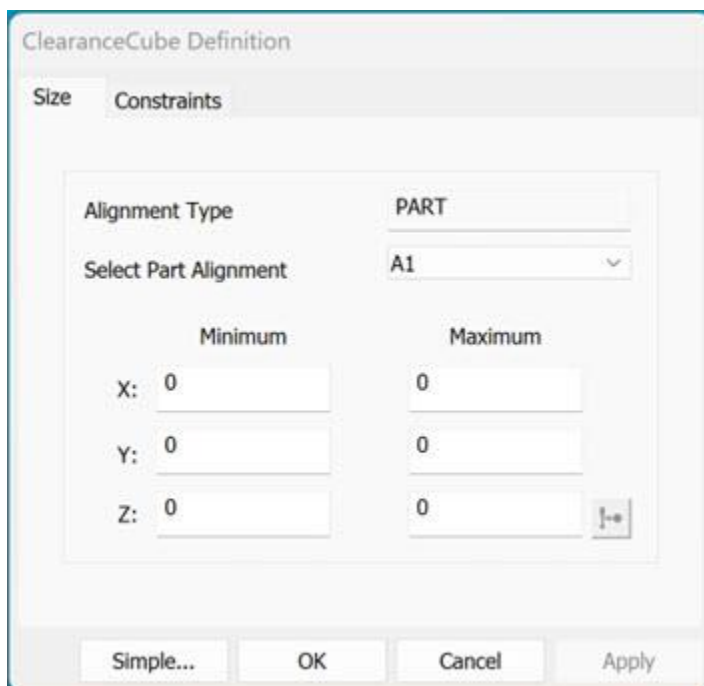 ClearanceCube Definition
Size Constraints
Alignment Type PART
Select Part Alignment A1
Minimum Maximum
X: 0 0
Y: 0 0
Z: 0 0
Simple... OK Cancel Apply